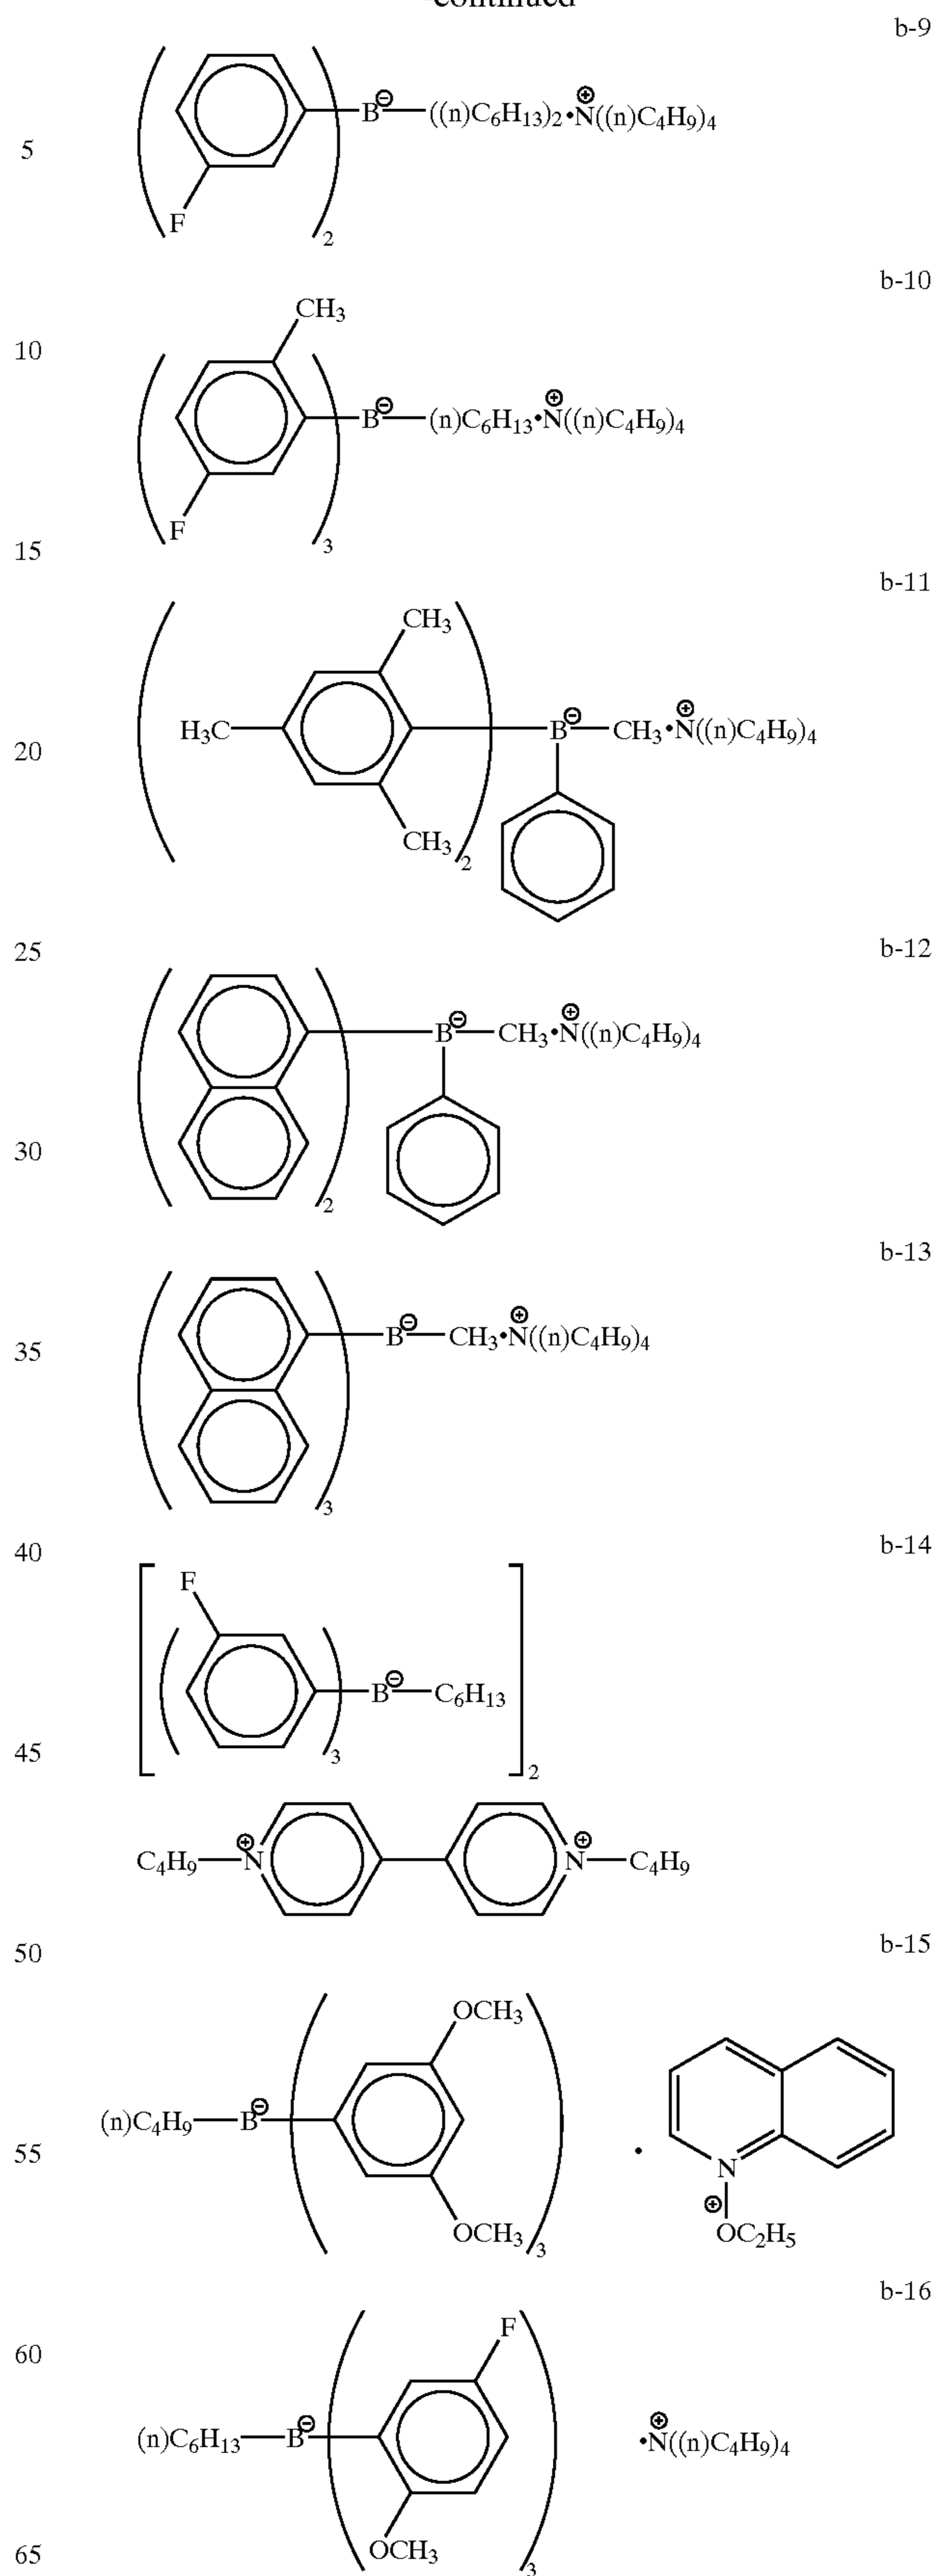 -continued
b-9
B⊖ ((n)C6H13)2•N⊕((n)C4H9)4
5
F
2
b-10
CH3
10
B⊖ (n)C6H13•N⊕((n)C4H9)4
F
3
15
b-11
CH3
H3C B⊖ CH3•N⊕((n)C4H9)4
20
CH3
2
25
b-12
B⊖ CH3•N⊕((n)C4H9)4
30
2
b-13
B⊖ CH3•N⊕((n)C4H9)4
35
3
40
b-14
F
B⊖ C6H13
45
3
2
C4H9 N⊕ N⊕ C4H9
50
b-15
OCH3
(n)C4H9 B⊖
55
•
N
⊕
OCH3
3
OC2H5
b-16
F
60
(n)C6H13 B⊖ •N⊕((n)C4H9)4
OCH3
3
65